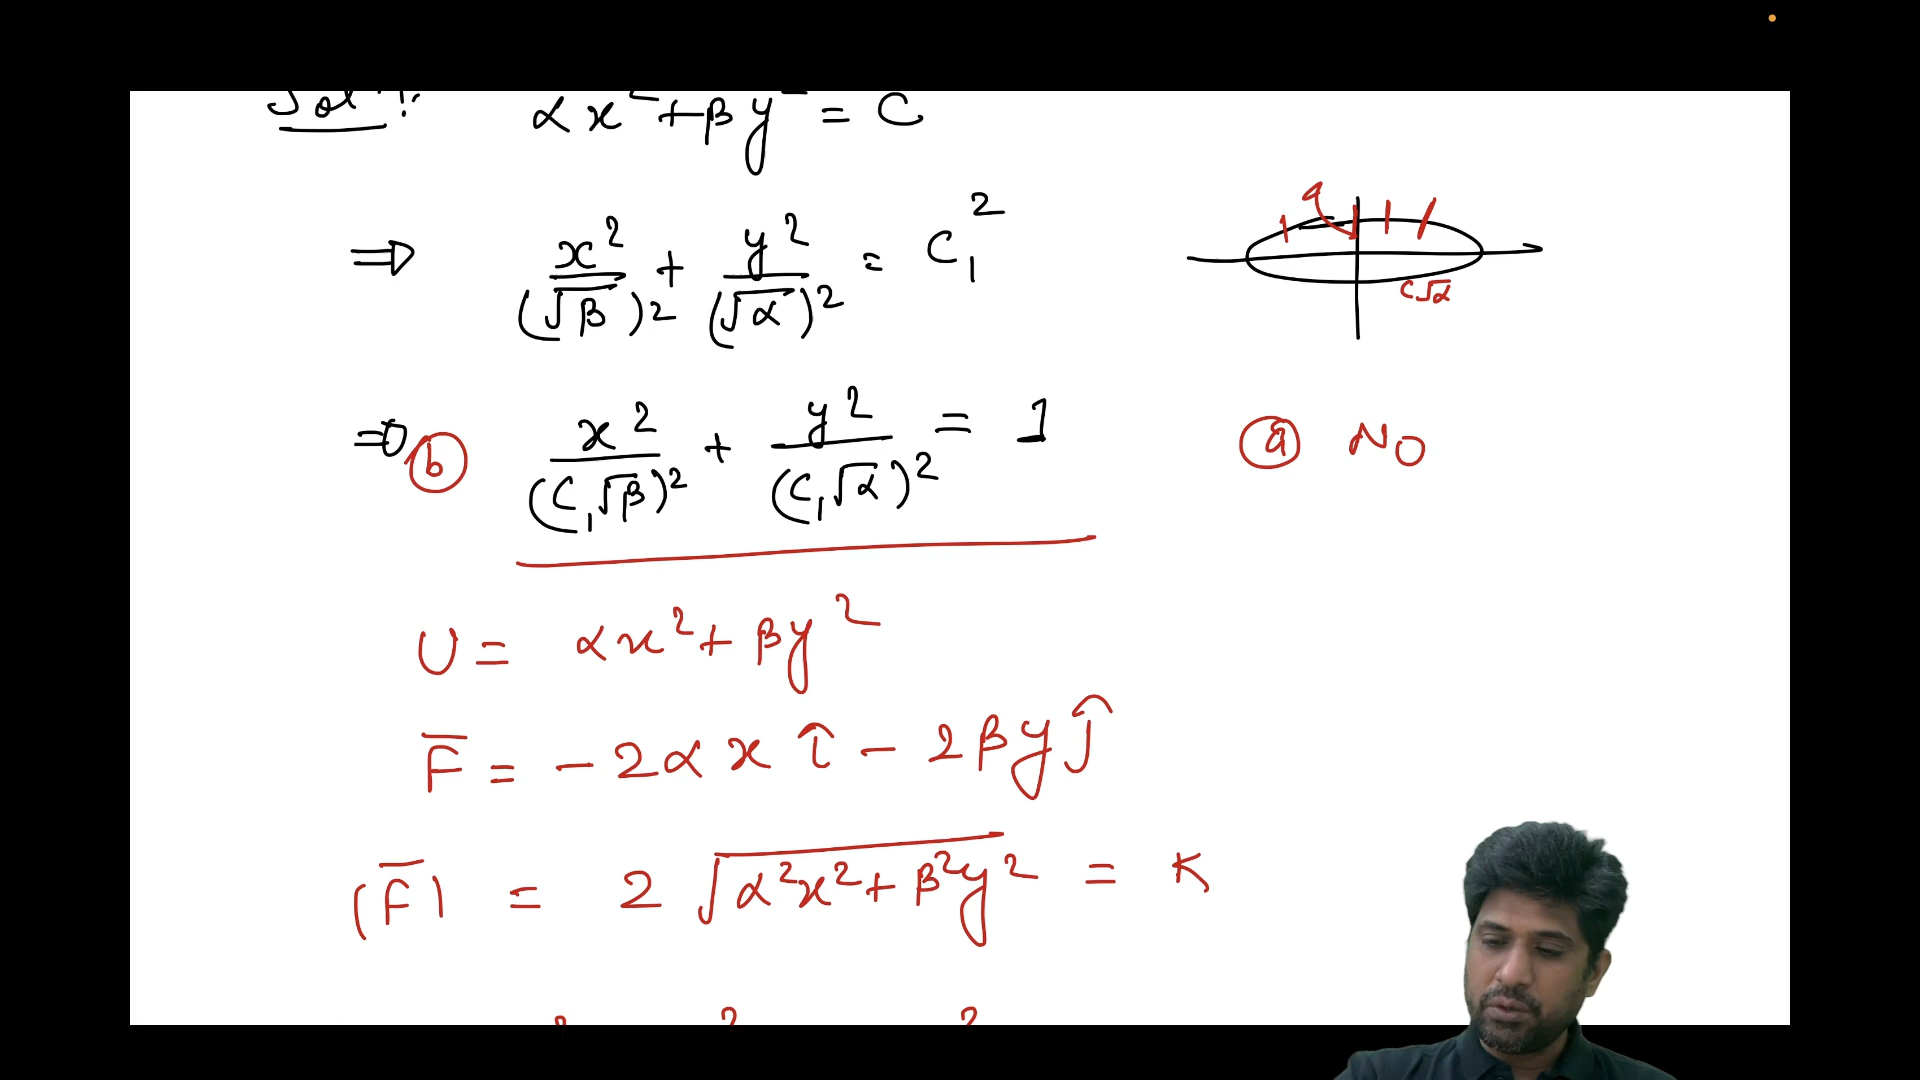 Sol :
αx² + βy² = C
⇒ x²/(√β)² + y²/(√α)² = C₁²
C√α
⇒ (b) x²/(C₁√β)² + y²/(C₁√α)² = 1
(a) NO
U = αx² + βy²
F̄ = -2αx î - 2βy ĵ
(F̄) = 2 √(α²x² + β²y²) = K